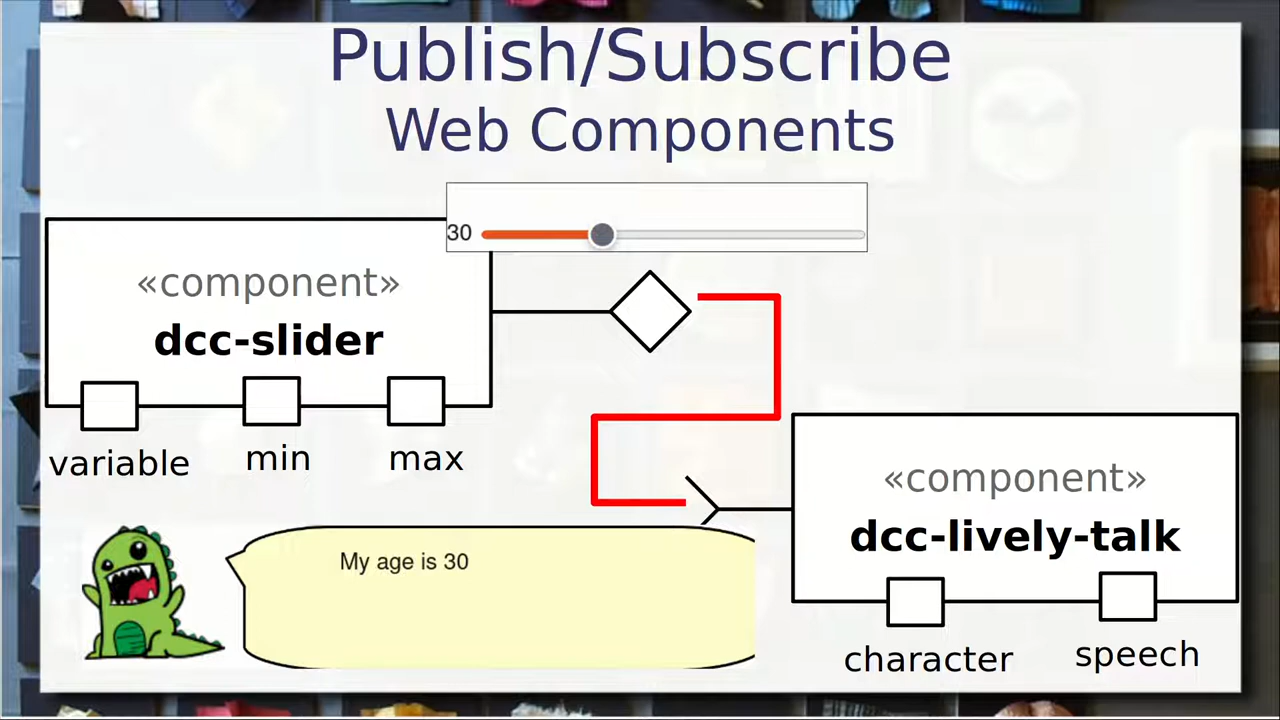 Publish/Subscribe
Web Components
30
«component»
dcc-slider
variable
min
max
«component»
dcc-lively-talk
character
speech
My age is 30